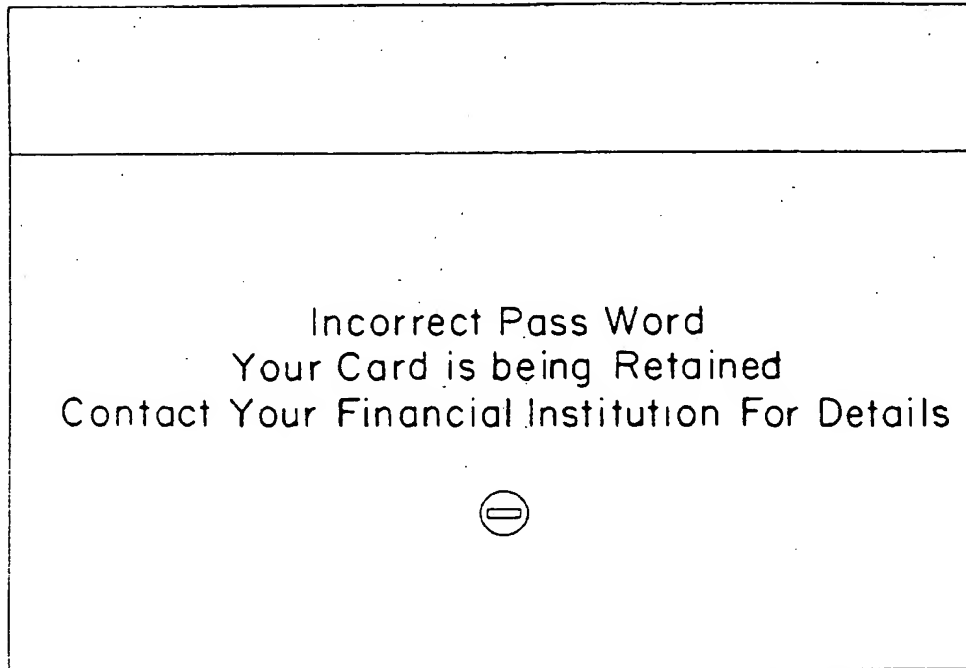 Incorrect Pass Word
Your Card is being Retained
Contact Your Financial Institution For Details